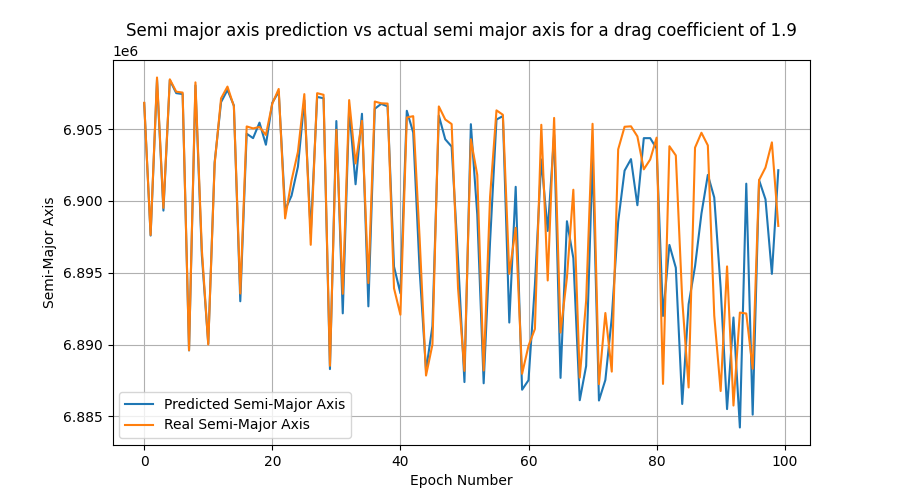 Semi major axis prediction vs actual semi major axis for a drag coefficient of 1.9
1e6
6.905
6.900
6.895
6.890
6.885
Semi-Major Axis
Predicted Semi-Major Axis
Real Semi-Major Axis
0 20 40 60 80 100
Epoch Number